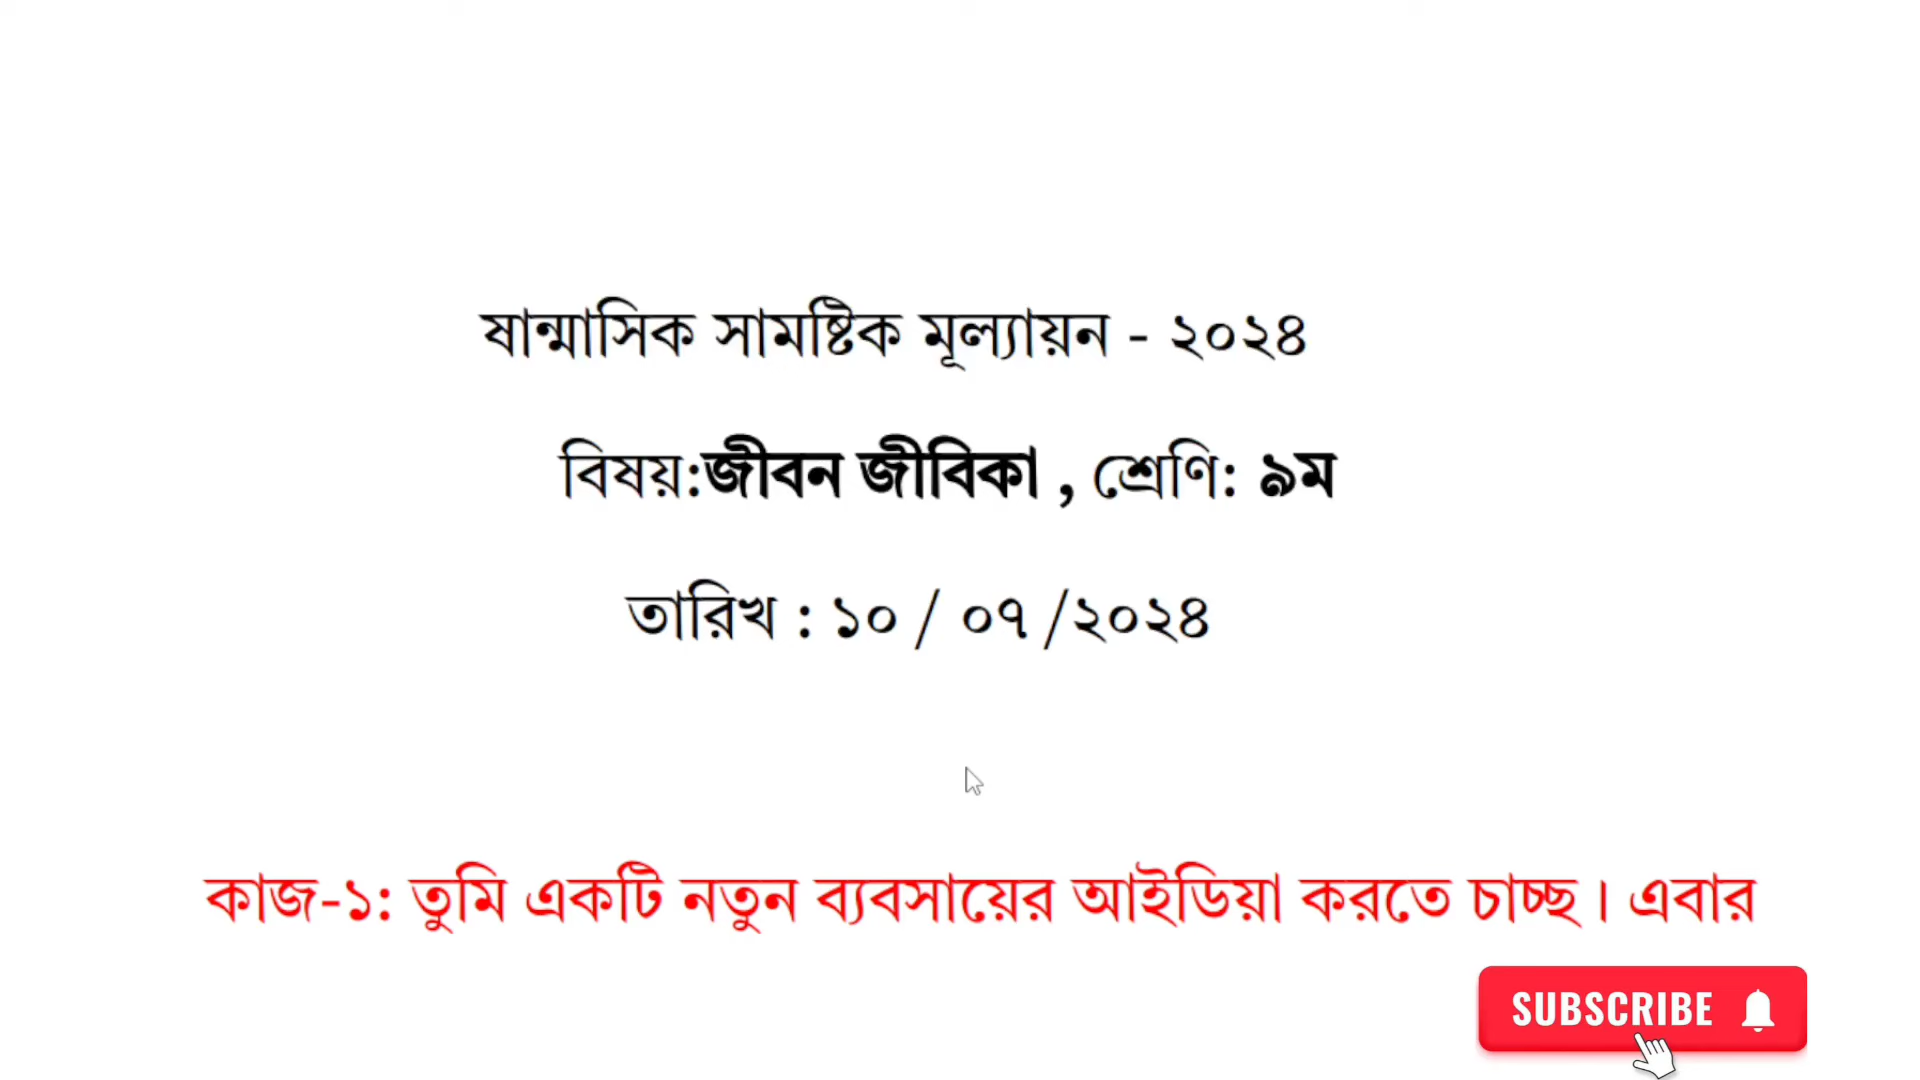 ষান্মাসিক সামষ্টিক মূল্যায়ন - ২০২৪
বিষয়:জীবন জীবিকা , শ্রেণি: ৯ম
তারিখ : ১০ / ০৭ /২০২৪
কাজ-১: তুমি একটি নতুন ব্যবসায়ের আইডিয়া করতে চাচ্ছ। এবার
SUBSCRIBE